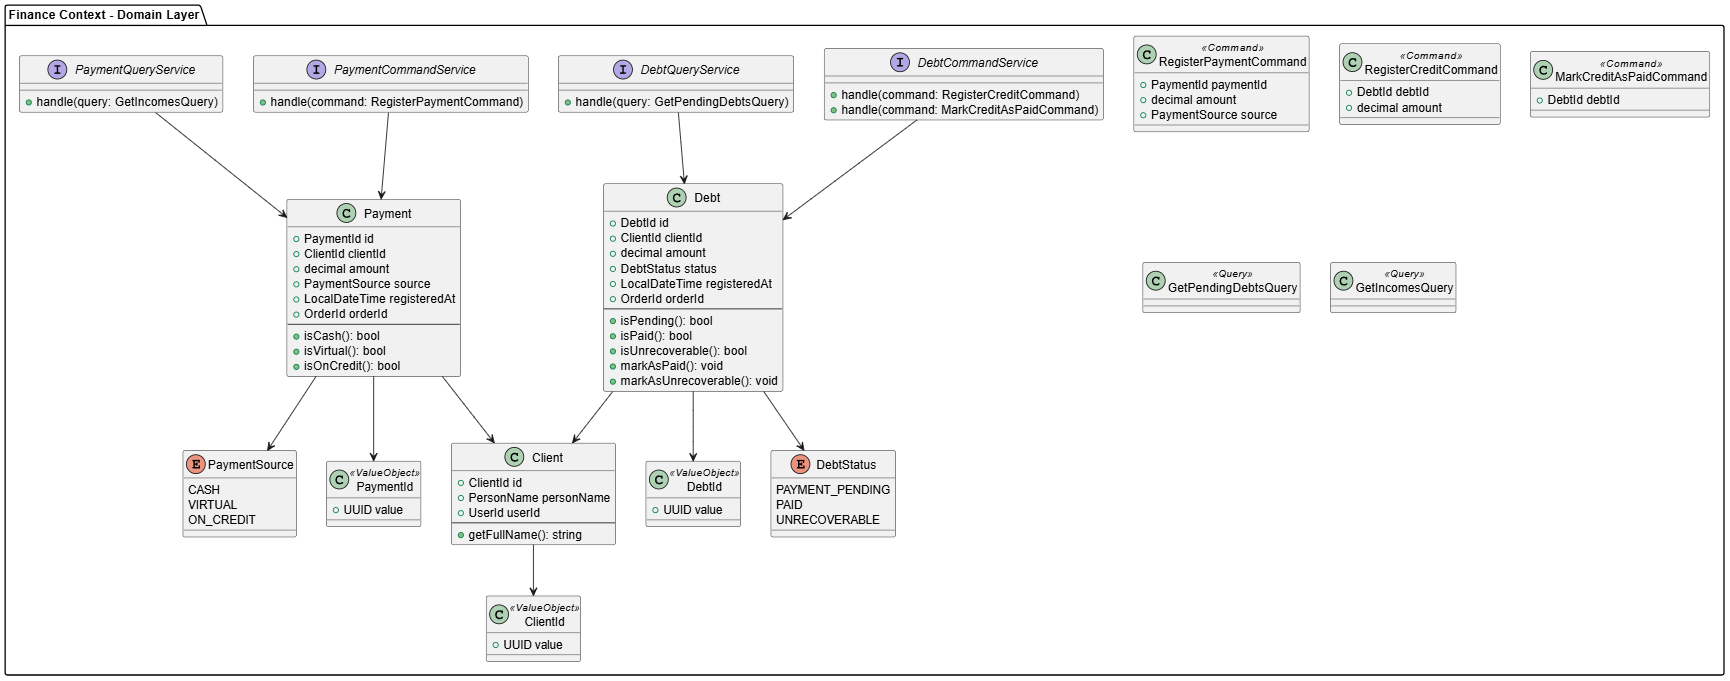 Finance Context - Domain Layer
I PaymentQueryService
handle(query: GetIncomesQuery)
I PaymentCommandService
handle(command: RegisterPaymentCommand)
I DebtQueryService
handle(query: GetPendingDebtsQuery)
I DebtCommandService
handle(command: RegisterCreditCommand)
handle(command: MarkCreditAsPaidCommand)
«Command»
C RegisterPaymentCommand
PaymentId paymentId
decimal amount
PaymentSource source
«Command»
C RegisterCreditCommand
DebtId debtId
decimal amount
«Command»
C MarkCreditAsPaidCommand
DebtId debtId
C Payment
PaymentId id
ClientId clientId
decimal amount
PaymentSource source
LocalDateTime registeredAt
OrderId orderId
isCash(): bool
isVirtual(): bool
isOnCredit(): bool
C Debt
DebtId id
ClientId clientId
decimal amount
DebtStatus status
LocalDateTime registeredAt
OrderId orderId
isPending(): bool
isPaid(): bool
isUnrecoverable(): bool
markAsPaid(): void
markAsUnrecoverable(): void
«Query»
C GetPendingDebtsQuery
«Query»
C GetIncomesQuery
E PaymentSource
CASH
VIRTUAL
ON_CREDIT
«ValueObject»
C PaymentId
UUID value
C Client
ClientId id
PersonName personName
UserId userId
getFullName(): string
«ValueObject»
C DebtId
UUID value
E DebtStatus
PAYMENT_PENDING
PAID
UNRECOVERABLE
«ValueObject»
C ClientId
UUID value